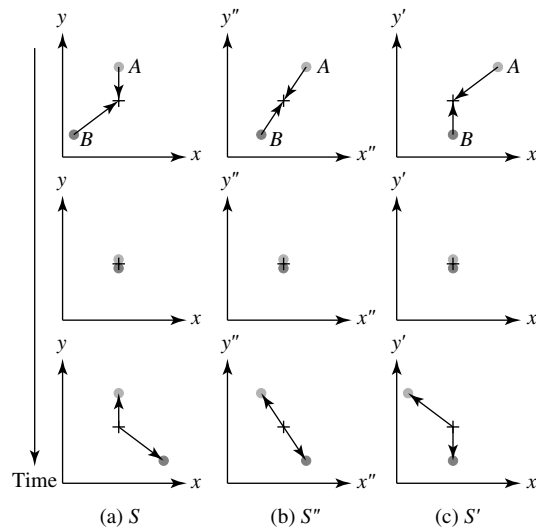 y y″ y′
A A A
B B B
x x″ x′
y y″ y′
x x″ x′
y y″ y′
Time x x″ x′
(a) S (b) S″ (c) S′